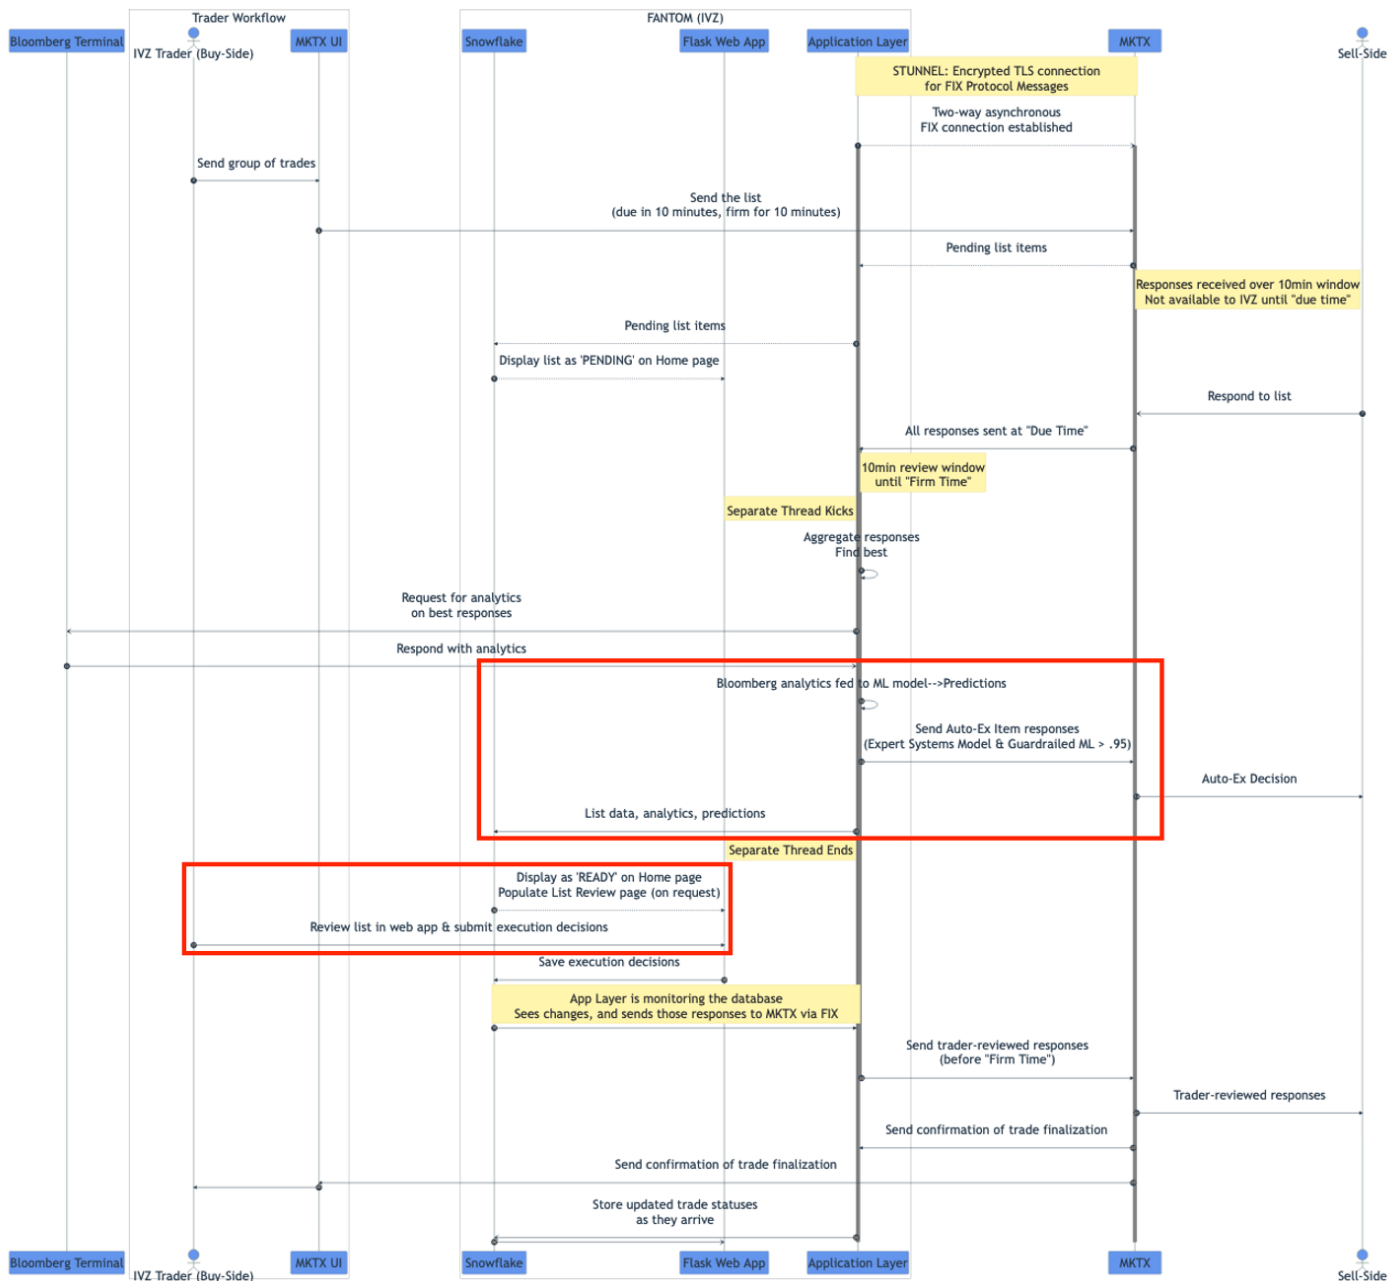 Trader Workflow
FANTOM (IVZ)
Bloomberg Terminal
IVZ Trader (Buy-Side)
MKTX UI
Snowflake
Flask Web App
Application Layer
MKTX
Sell-Side
STUNNEL: Encrypted TLS connection
for FIX Protocol Messages
Two-way asynchronous
FIX connection established
Send group of trades
Send the list
(due in 10 minutes, firm for 10 minutes)
Pending list items
Responses received over 10min window
Not available to IVZ until "due time"
Pending list items
Display list as 'PENDING' on Home page
Respond to list
All responses sent at "Due Time"
10min review window
until "Firm Time"
Separate Thread Kicks
Aggregate responses
Find best
Request for analytics
on best responses
Respond with analytics
Bloomberg analytics fed to ML model-->Predictions
Send Auto-Ex Item responses
(Expert Systems Model & Guardrailed ML > .95)
Auto-Ex Decision
List data, analytics, predictions
Separate Thread Ends
Display as 'READY' on Home page
Populate List Review page (on request)
Review list in web app & submit execution decisions
Save execution decisions
App Layer is monitoring the database
Sees changes, and sends those responses to MKTX via FIX
Send trader-reviewed responses
(before "Firm Time")
Trader-reviewed responses
Send confirmation of trade finalization
Send confirmation of trade finalization
Store updated trade statuses
as they arrive
Bloomberg Terminal
IVZ Trader (Buy-Side)
MKTX UI
Snowflake
Flask Web App
Application Layer
MKTX
Sell-Side